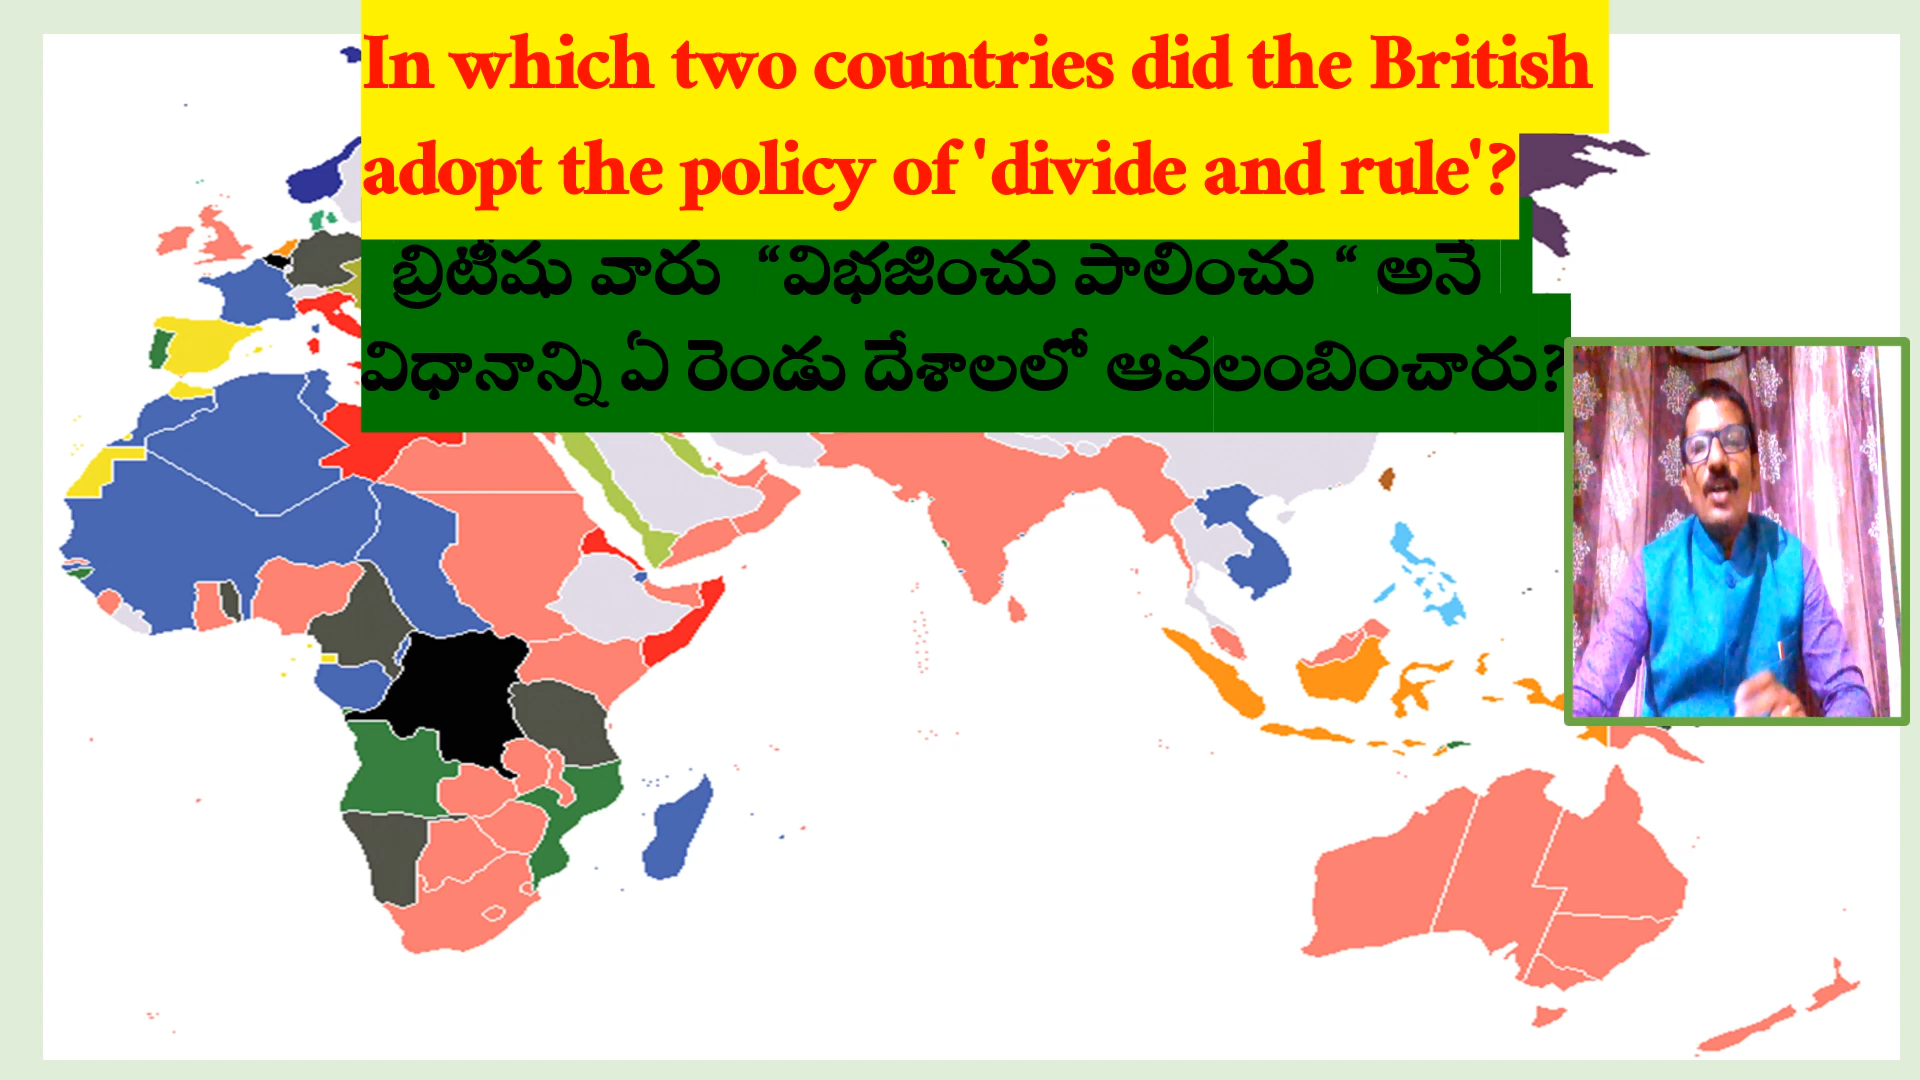 In which two countries did the British
adopt the policy of 'divide and rule'?
బ్రిటీషు వారు “విభజించు పాలించు “ అనే
విధానాన్ని ఏ రెండు దేశాలలో ఆవలంబించారు?